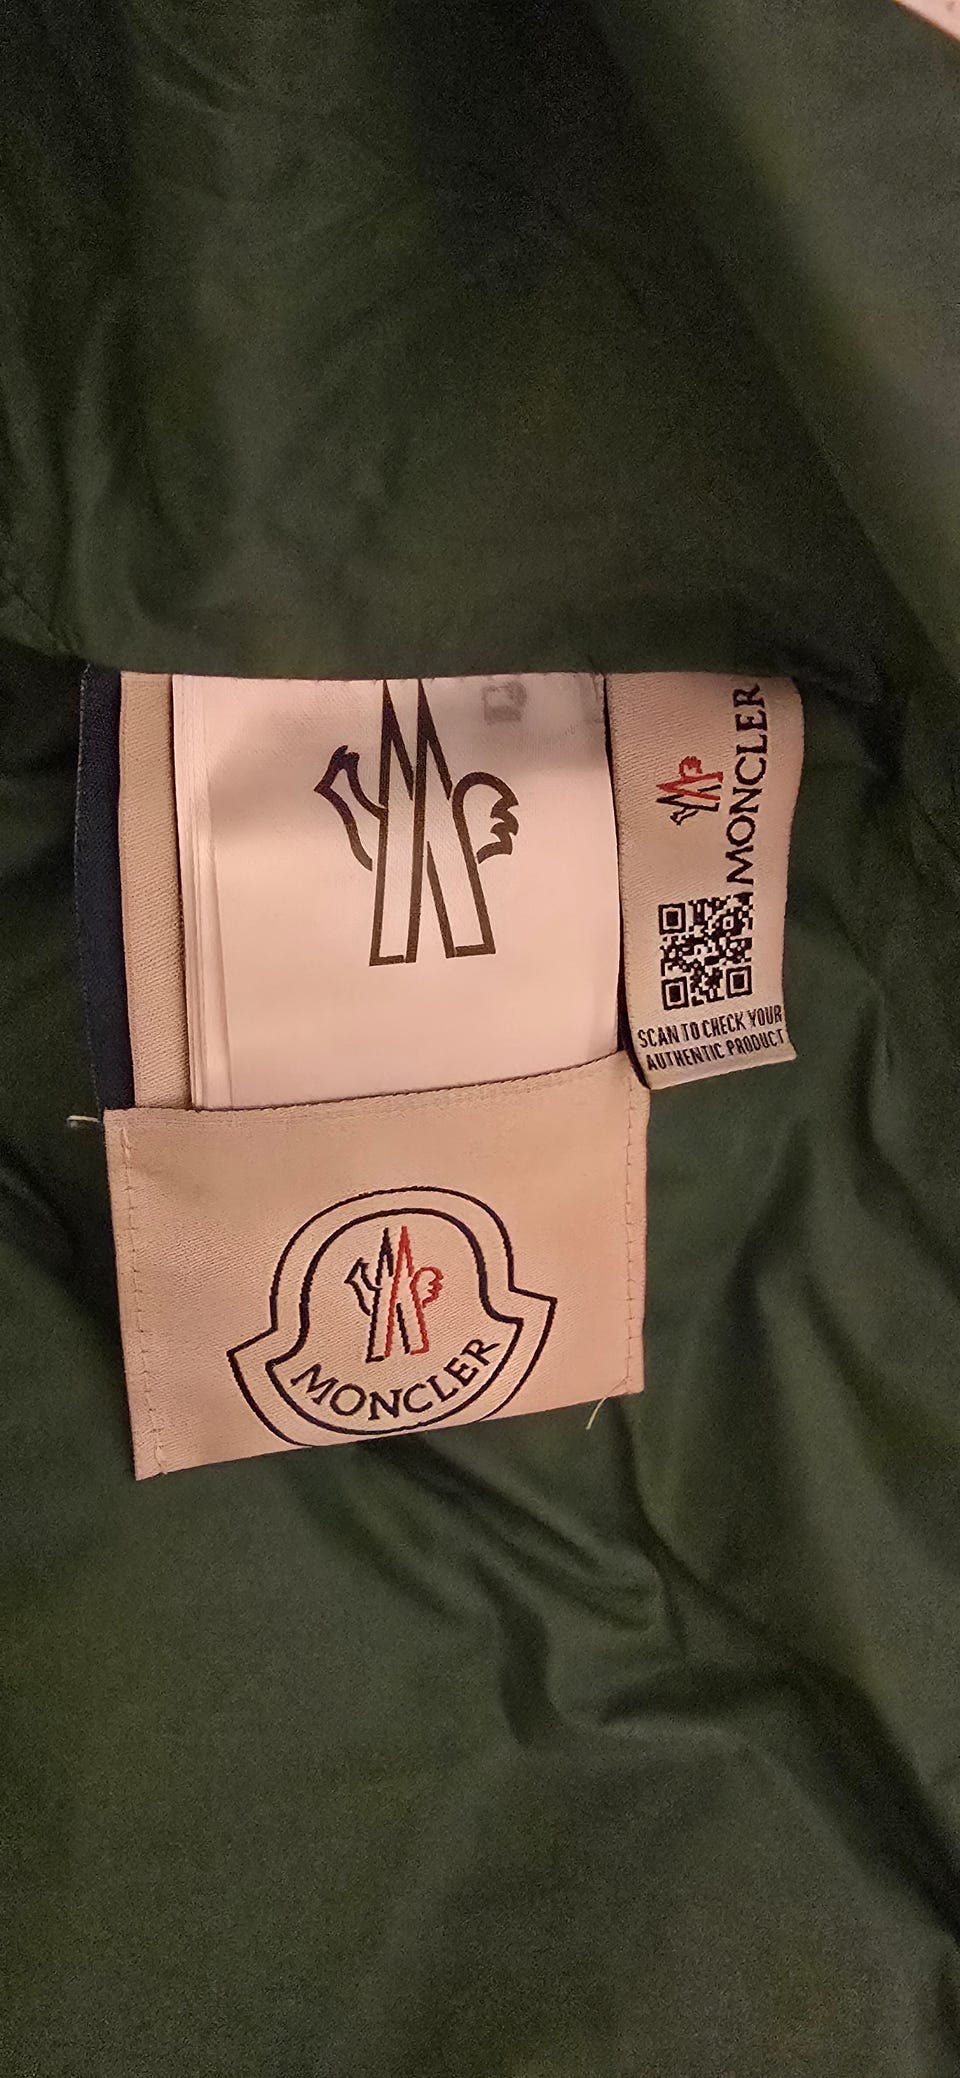 MONCLER
SCAN TO CHECK YOUR
AUTHENTIC PRODUCT
MONCLER